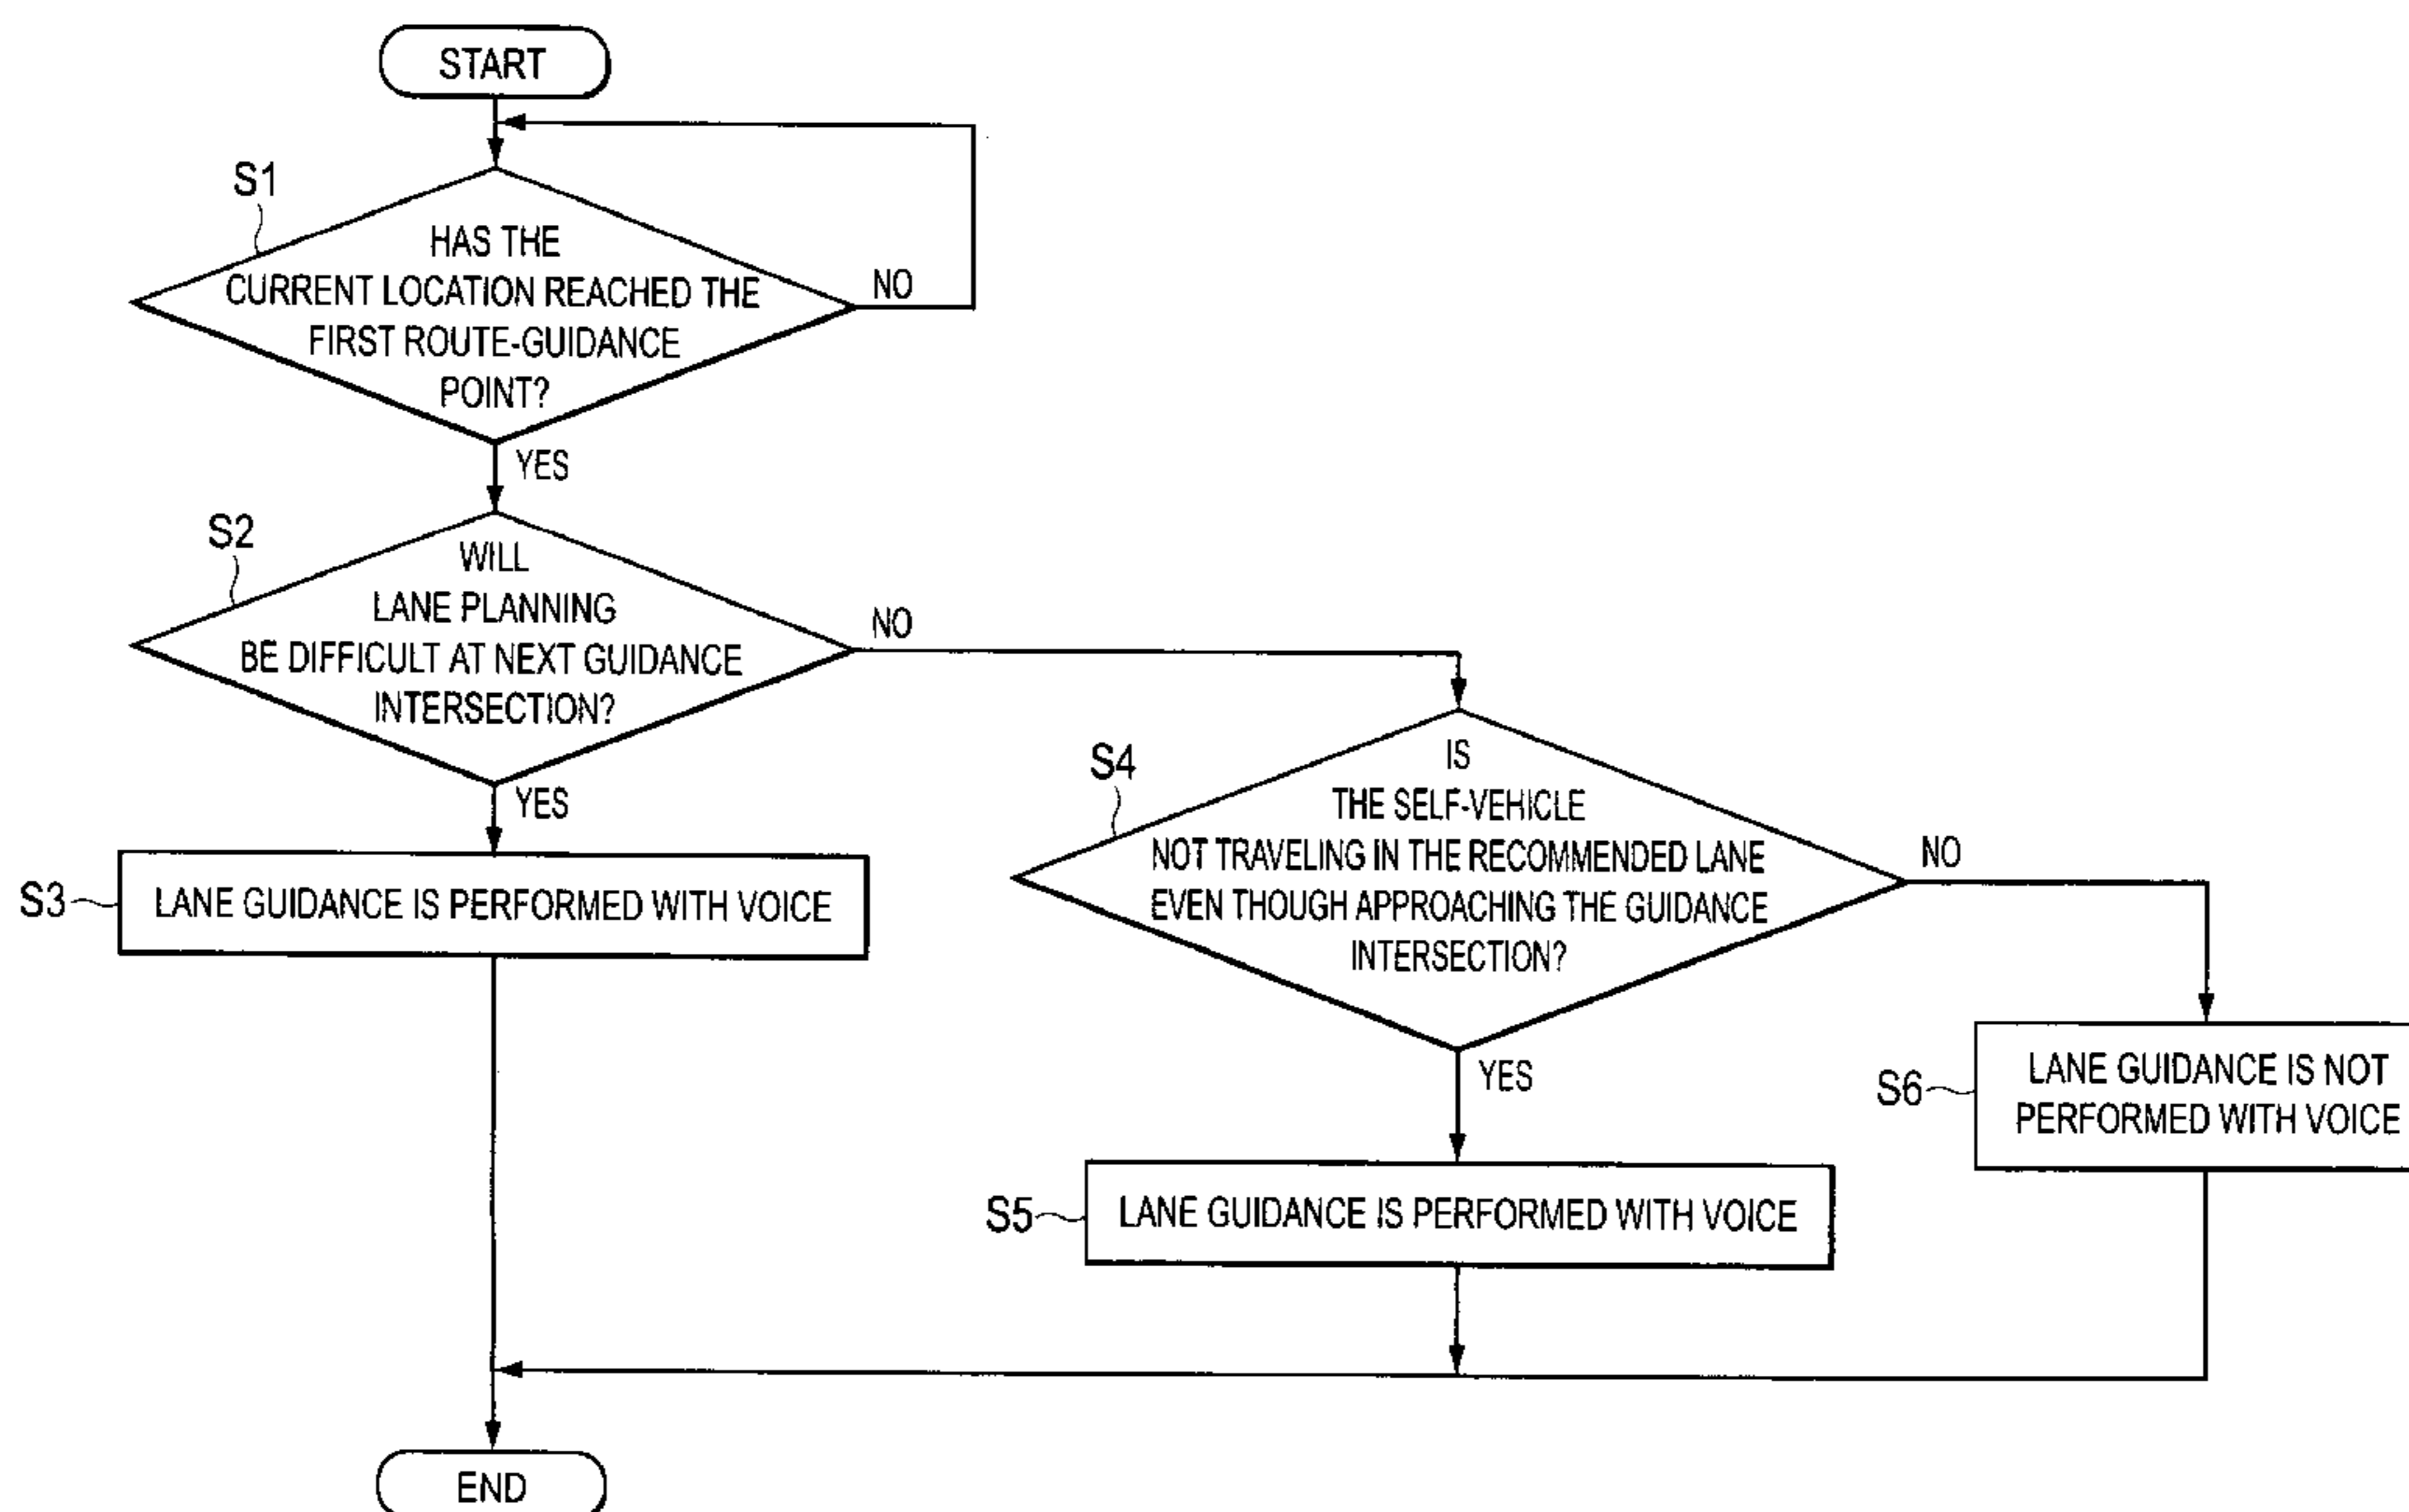 START
S1
HAS THE
CURRENT LOCATION REACHED THE
FIRST ROUTE-GUIDANCE
POINT?
NO
YES
S2
WILL
LANE PLANNING
BE DIFFICULT AT NEXT GUIDANCE
INTERSECTION?
NO
YES
S3
LANE GUIDANCE IS PERFORMED WITH VOICE
S4
IS
THE SELF-VEHICLE
NOT TRAVELING IN THE RECOMMENDED LANE
EVEN THOUGH APPROACHING THE GUIDANCE
INTERSECTION?
NO
YES
S5
LANE GUIDANCE IS PERFORMED WITH VOICE
S6
LANE GUIDANCE IS NOT
PERFORMED WITH VOICE
END